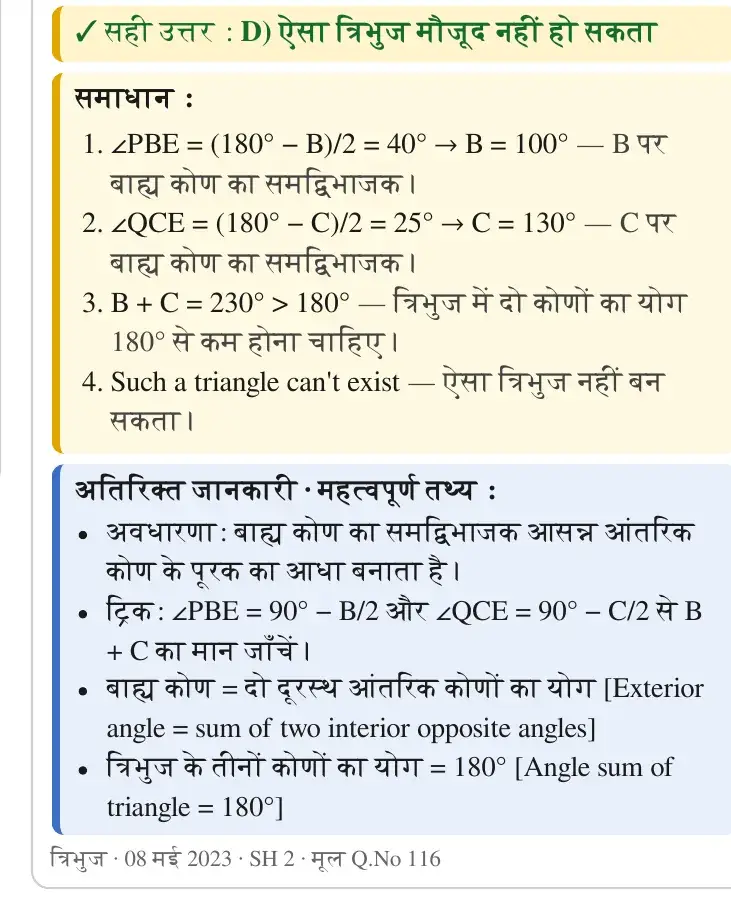 ✓ सही उत्तर : D) ऐसा त्रिभुज मौजूद नहीं हो सकता
समाधान :
1. ∠PBE = (180° − B)/2 = 40° → B = 100° — B पर
बाह्य कोण का समद्विभाजक।
2. ∠QCE = (180° − C)/2 = 25° → C = 130° — C पर
बाह्य कोण का समद्विभाजक।
3. B + C = 230° > 180° — त्रिभुज में दो कोणों का योग
180° से कम होना चाहिए।
4. Such a triangle can't exist — ऐसा त्रिभुज नहीं बन
सकता।
अतिरिक्त जानकारी · महत्वपूर्ण तथ्य :
• अवधारणा : बाह्य कोण का समद्विभाजक आसन्न आंतरिक
कोण के पूरक का आधा बनाता है।
• ट्रिक : ∠PBE = 90° − B/2 और ∠QCE = 90° − C/2 से B
+ C का मान जाँचें।
• बाह्य कोण = दो दूरस्थ आंतरिक कोणों का योग [Exterior
angle = sum of two interior opposite angles]
• त्रिभुज के तीनों कोणों का योग = 180° [Angle sum of
triangle = 180°]
त्रिभुज · 08 मई 2023 · SH 2 · मूल Q.No 116